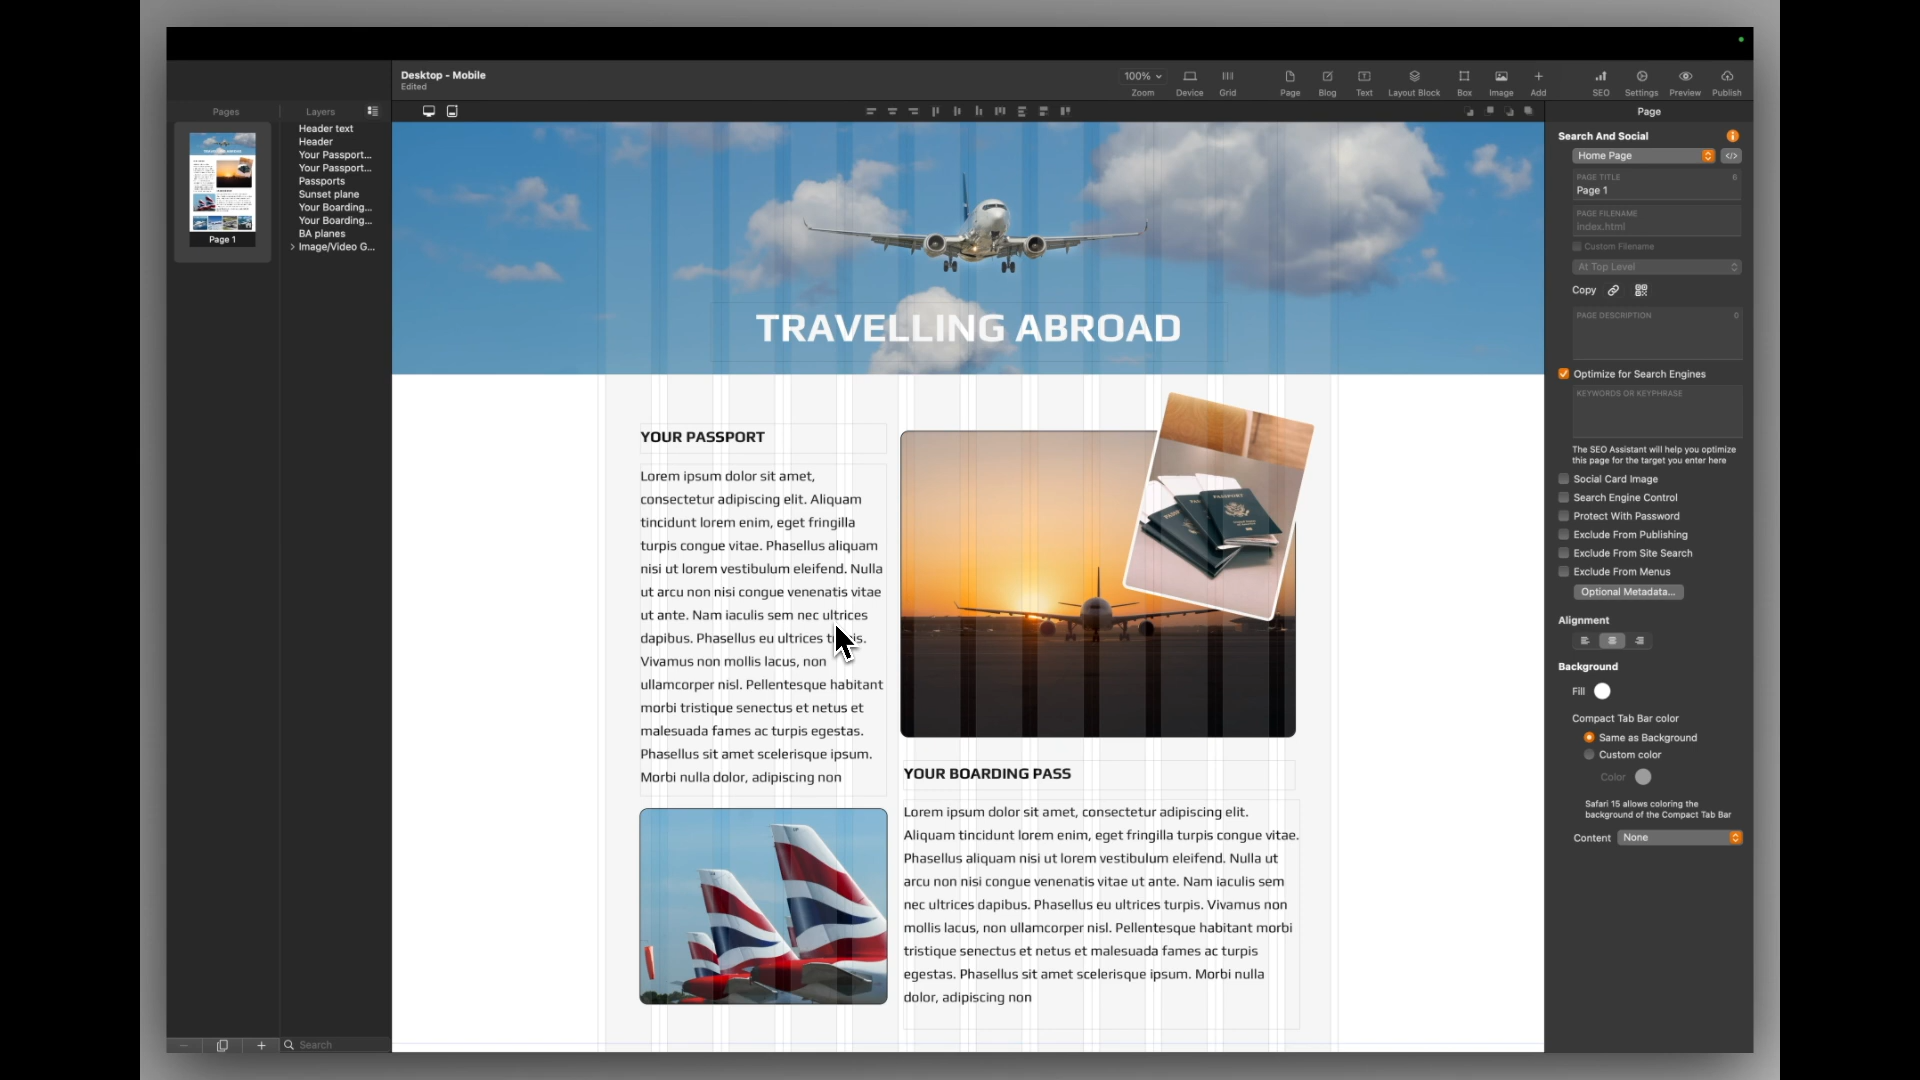 Desktop - Mobile
Edited
100%
Zoom
Device
Grid
Page
Blog
Text
Layout Block
Box
Image
Add
SEO
Settings
Preview
Publish
Pages
Layers
Page
Page 1
Header text
Header
Your Passport...
Your Passport...
Passports
Sunset plane
Your Boarding...
Your Boarding...
BA planes
Image/Video G...
Search
TRAVELLING ABROAD
YOUR PASSPORT
Lorem ipsum dolor sit amet,
consectetur adipiscing elit. Aliquam
tincidunt lorem enim, eget fringilla
turpis congue vitae. Phasellus aliquam
nisi ut lorem vestibulum eleifend. Nulla
ut arcu non nisi congue venenatis vitae
ut ante. Nam iaculis sem nec ultrices
dapibus. Phasellus eu ultrices turpis.
Vivamus non mollis lacus, non
ullamcorper nisl. Pellentesque habitant
morbi tristique senectus et netus et
malesuada fames ac turpis egestas.
Phasellus sit amet scelerisque ipsum.
Morbi nulla dolor, adipiscing non
PASSPORT
YOUR BOARDING PASS
Lorem ipsum dolor sit amet, consectetur adipiscing elit.
Aliquam tincidunt lorem enim, eget fringilla turpis congue vitae.
Phasellus aliquam nisi ut lorem vestibulum eleifend. Nulla ut
arcu non nisi congue venenatis vitae ut ante. Nam iaculis sem
nec ultrices dapibus. Phasellus eu ultrices turpis. Vivamus non
mollis lacus, non ullamcorper nisl. Pellentesque habitant morbi
tristique senectus et netus et malesuada fames ac turpis
egestas. Phasellus sit amet scelerisque ipsum. Morbi nulla
dolor, adipiscing non
Search And Social
Home Page
</>
PAGE TITLE 6
Page 1
PAGE FILENAME
index.html
Custom Filename
At Top Level
Copy
PAGE DESCRIPTION 0
Optimize for Search Engines
KEYWORDS OR KEYPHRASE
The SEO Assistant will help you optimize
this page for the target you enter here
Social Card Image
Search Engine Control
Protect With Password
Exclude From Publishing
Exclude From Site Search
Exclude From Menus
Optional Metadata...
Alignment
Background
Fill
Compact Tab Bar color
Same as Background
Custom color
Color
Safari 15 allows coloring the
background of the Compact Tab Bar
Content None